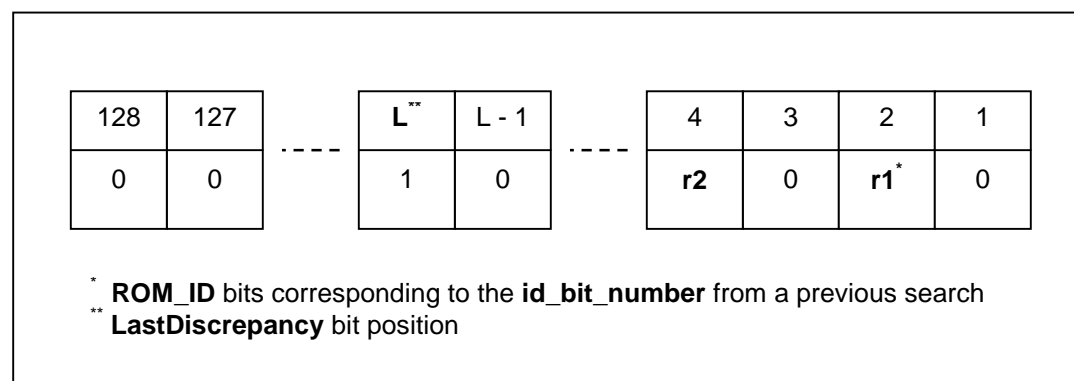 128 127 L** L - 1 4 3 2 1
0 0 1 0 r2 0 r1* 0
* ROM_ID bits corresponding to the id_bit_number from a previous search
** LastDiscrepancy bit position